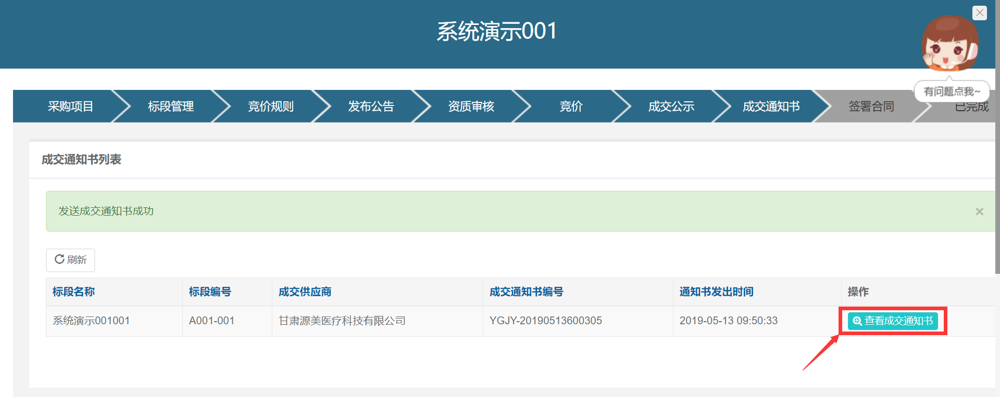 系统演示001
有问题点我~
采购项目 标段管理 竞价规则 发布公告 资质审核 竞价 成交公示 成交通知书 签署合同 已完成
成交通知书列表
发送成交通知书成功
刷新
标段名称 标段编号 成交供应商 成交通知书编号 通知书发出时间 操作
系统演示001001 A001-001 甘肃源美医疗科技有限公司 YGJY-20190513600305 2019-05-13 09:50:33 查看成交通知书